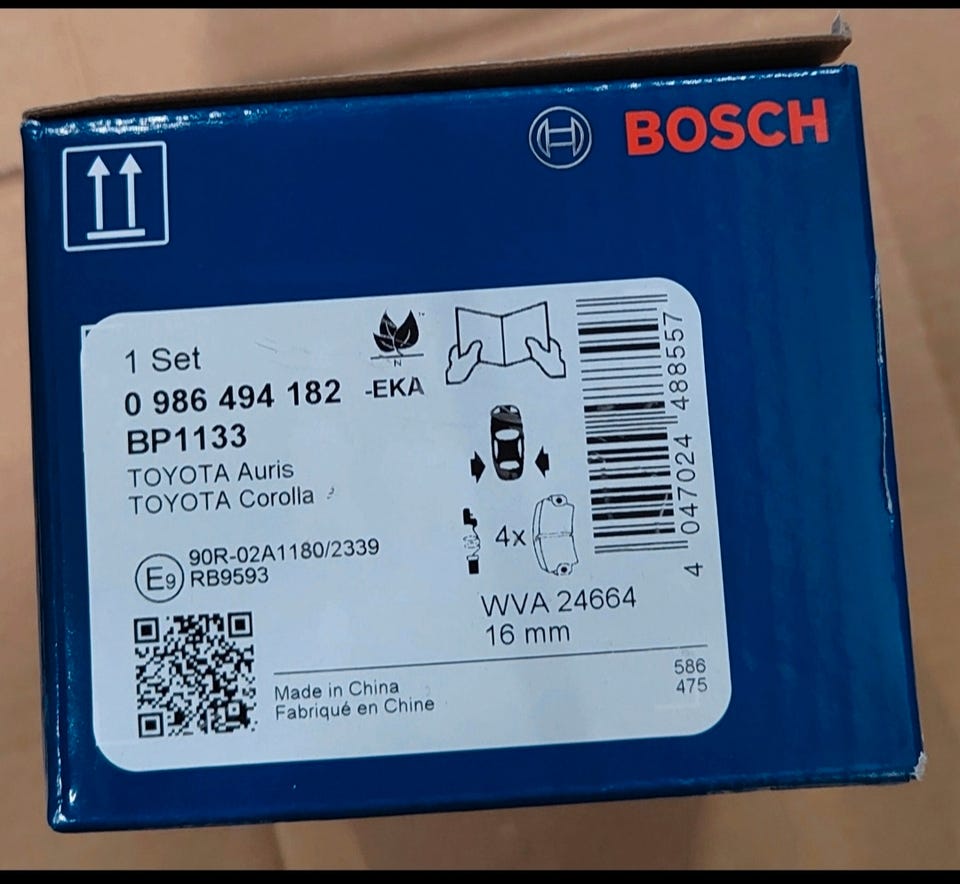 BOSCH
1 Set
0 986 494 182 -EKA
BP1133
TOYOTA Auris
TOYOTA Corolla
E9
90R-02A1180/2339
RB9593
4x
WVA 24664
16 mm
4 047024 488557
Made in China
Fabriqué en Chine
586
475
N